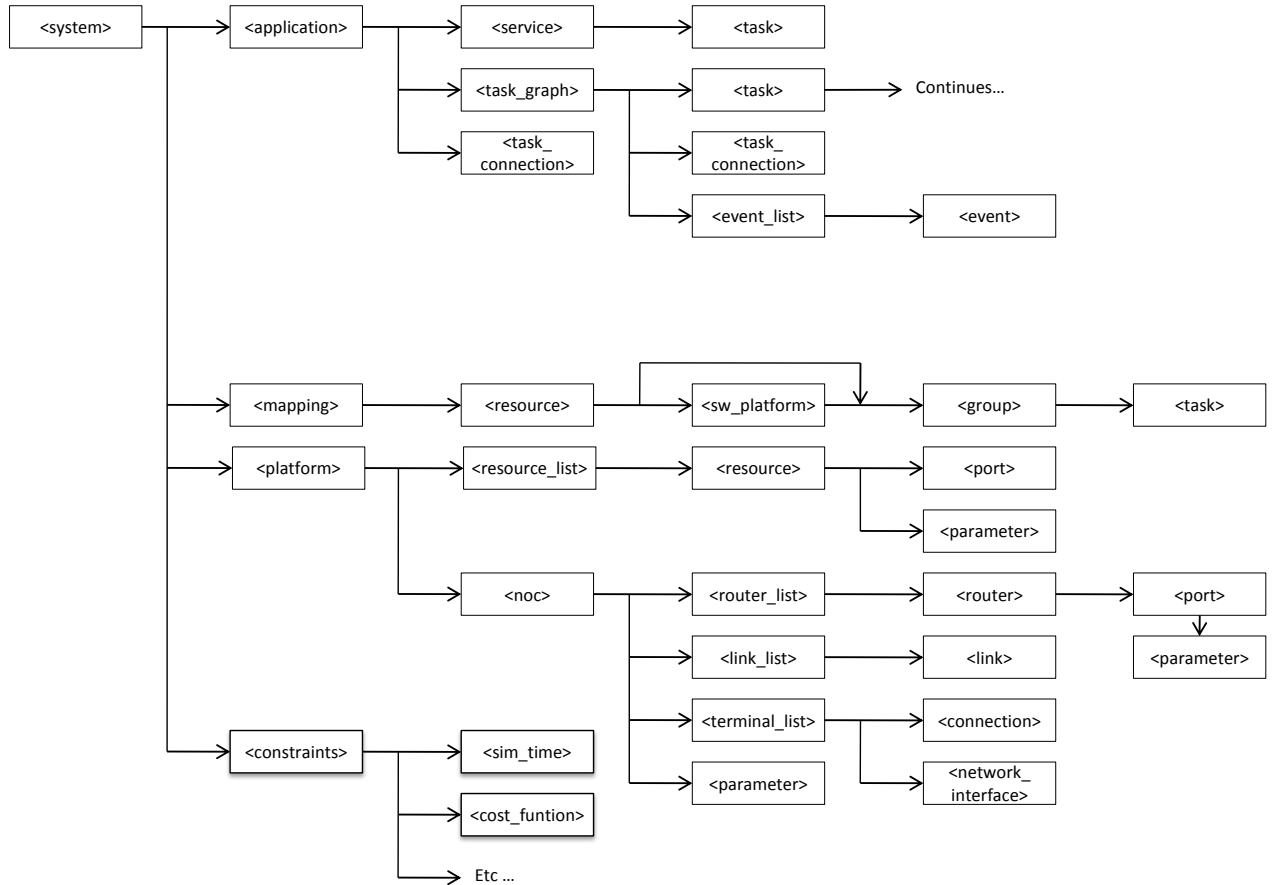 <system>
<application>
<service>
<task>
<task_graph>
<task>
Continues…
<task_
connection>
<task_
connection>
<event_list>
<event>
<mapping>
<resource>
<sw_platform>
<group>
<task>
<platform>
<resource_list>
<resource>
<port>
<parameter>
<noc>
<router_list>
<router>
<port>
<link_list>
<link>
<parameter>
<terminal_list>
<connection>
<constraints>
<sim_time>
<parameter>
<network_
interface>
<cost_funtion>
Etc …